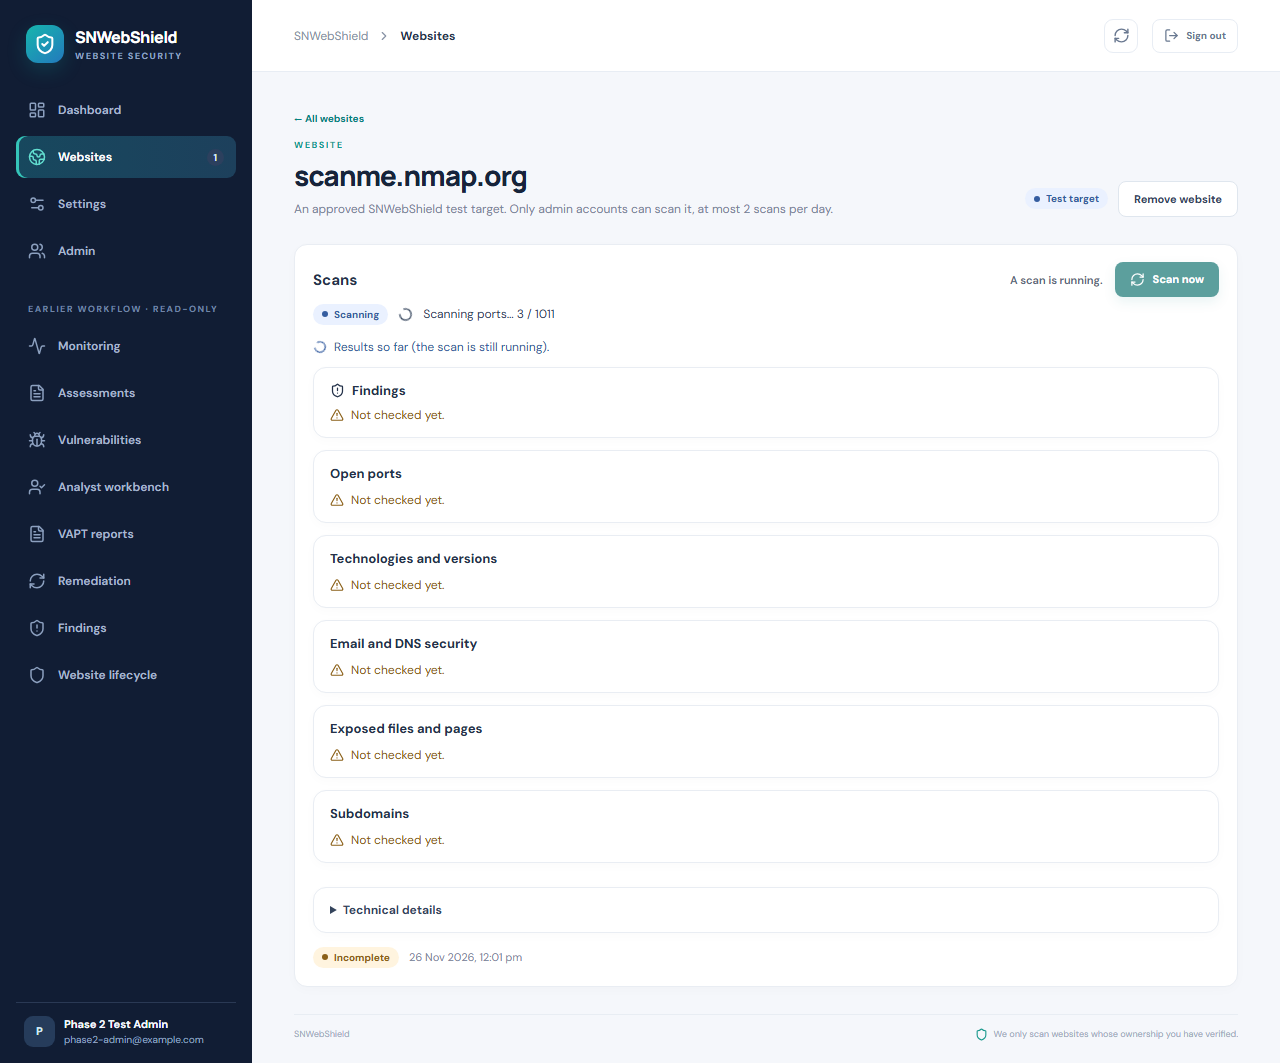 SNWebShield
WEBSITE SECURITY
Dashboard
Websites 1
Settings
Admin
EARLIER WORKFLOW · READ-ONLY
Monitoring
Assessments
Vulnerabilities
Analyst workbench
VAPT reports
Remediation
Findings
Website lifecycle
P
Phase 2 Test Admin
phase2-admin@example.com
SNWebShield > Websites
Sign out
← All websites
WEBSITE
scanme.nmap.org
An approved SNWebShield test target. Only admin accounts can scan it, at most 2 scans per day.
Test target
Remove website
Scans
A scan is running.
Scan now
Scanning
Scanning ports... 3 / 1011
Results so far (the scan is still running).
Findings
Not checked yet.
Open ports
Not checked yet.
Technologies and versions
Not checked yet.
Email and DNS security
Not checked yet.
Exposed files and pages
Not checked yet.
Subdomains
Not checked yet.
Technical details
Incomplete
26 Nov 2026, 12:01 pm
SNWebShield
We only scan websites whose ownership you have verified.